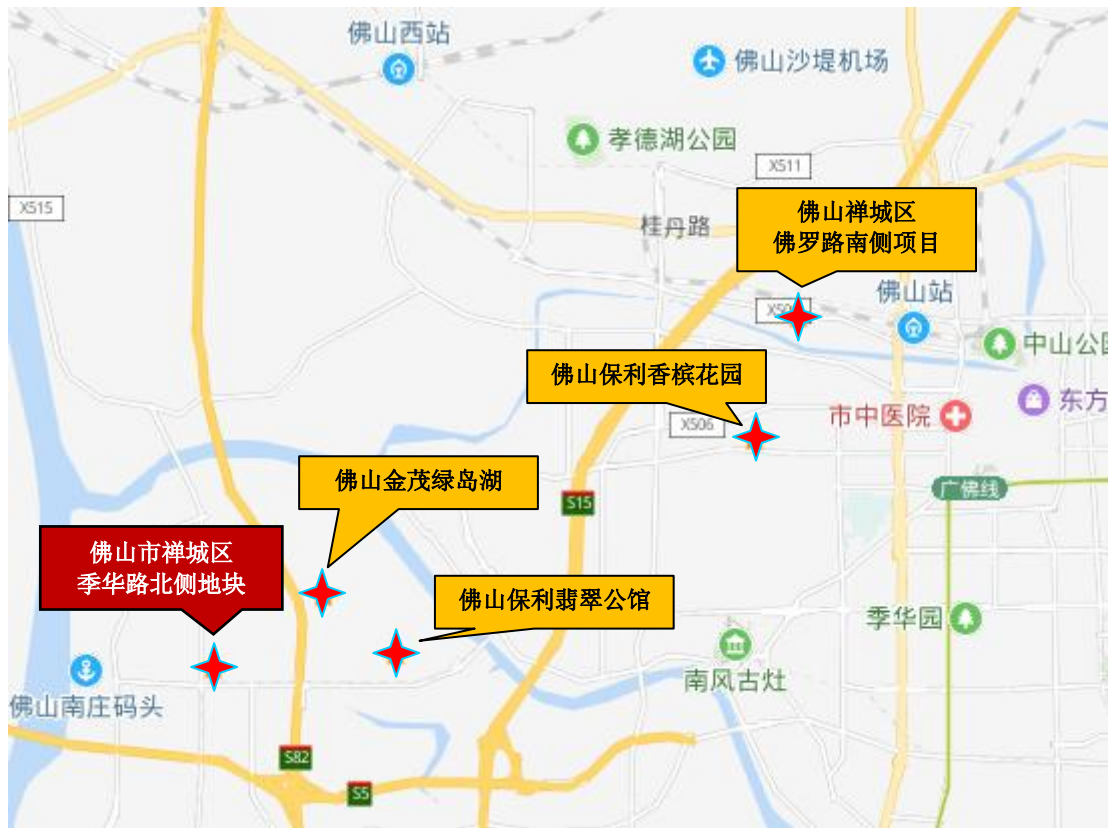 佛山西站
佛山沙堤机场
孝德湖公园
X511
X515
佛山禅城区
佛罗路南侧项目
桂丹路
佛山站
中山公
佛山保利香槟花园
东方
X506
市中医院
佛山金茂绿岛湖
广佛线
S15
佛山市禅城区
季华路北侧地块
佛山保利翡翠公馆
季华园
南风古灶
佛山南庄码头
S82
S5